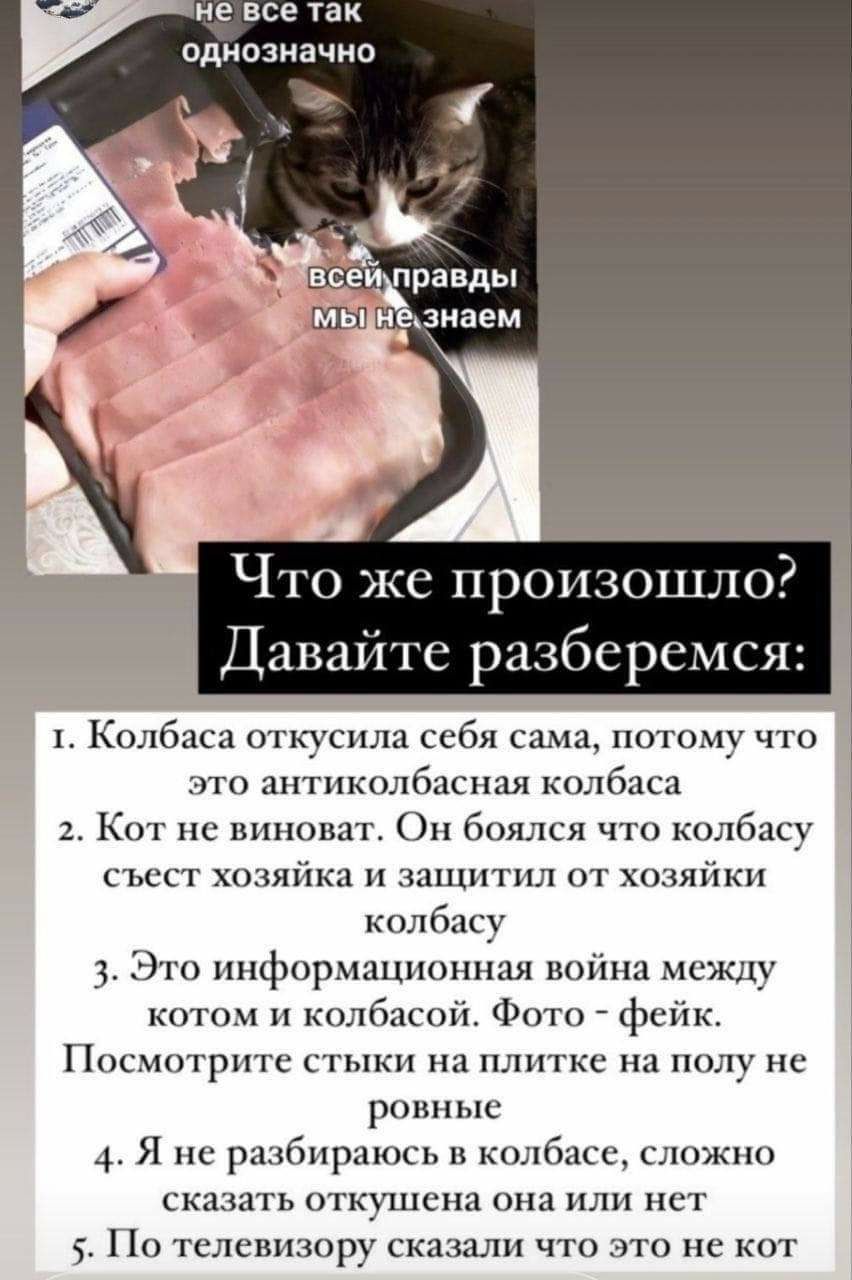 не все так
однозначно
всей правды
мы не знаем
Что же произошло?
Давайте разберемся:
1. Колбаса откусила себя сама, потому что
это антиколбасная колбаса
2. Кот не виноват. Он боялся что колбасу
съест хозяйка и защитил от хозяйки
колбасу
3. Это информационная война между
котом и колбасой. Фото - фейк.
Посмотрите стыки на плитке на полу не
ровные
4. Я не разбираюсь в колбасе, сложно
сказать откушена она или нет
5. По телевизору сказали что это не кот